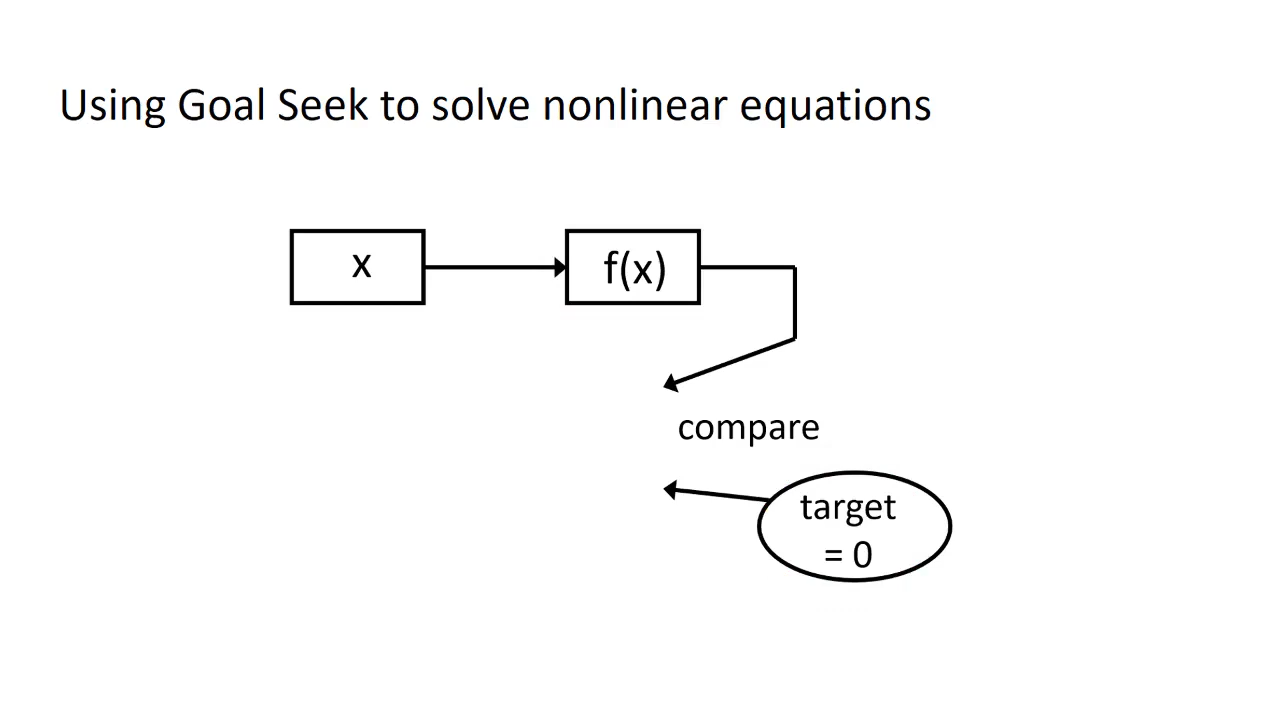 Using Goal Seek to solve nonlinear equations
x
f(x)
compare
target
= 0